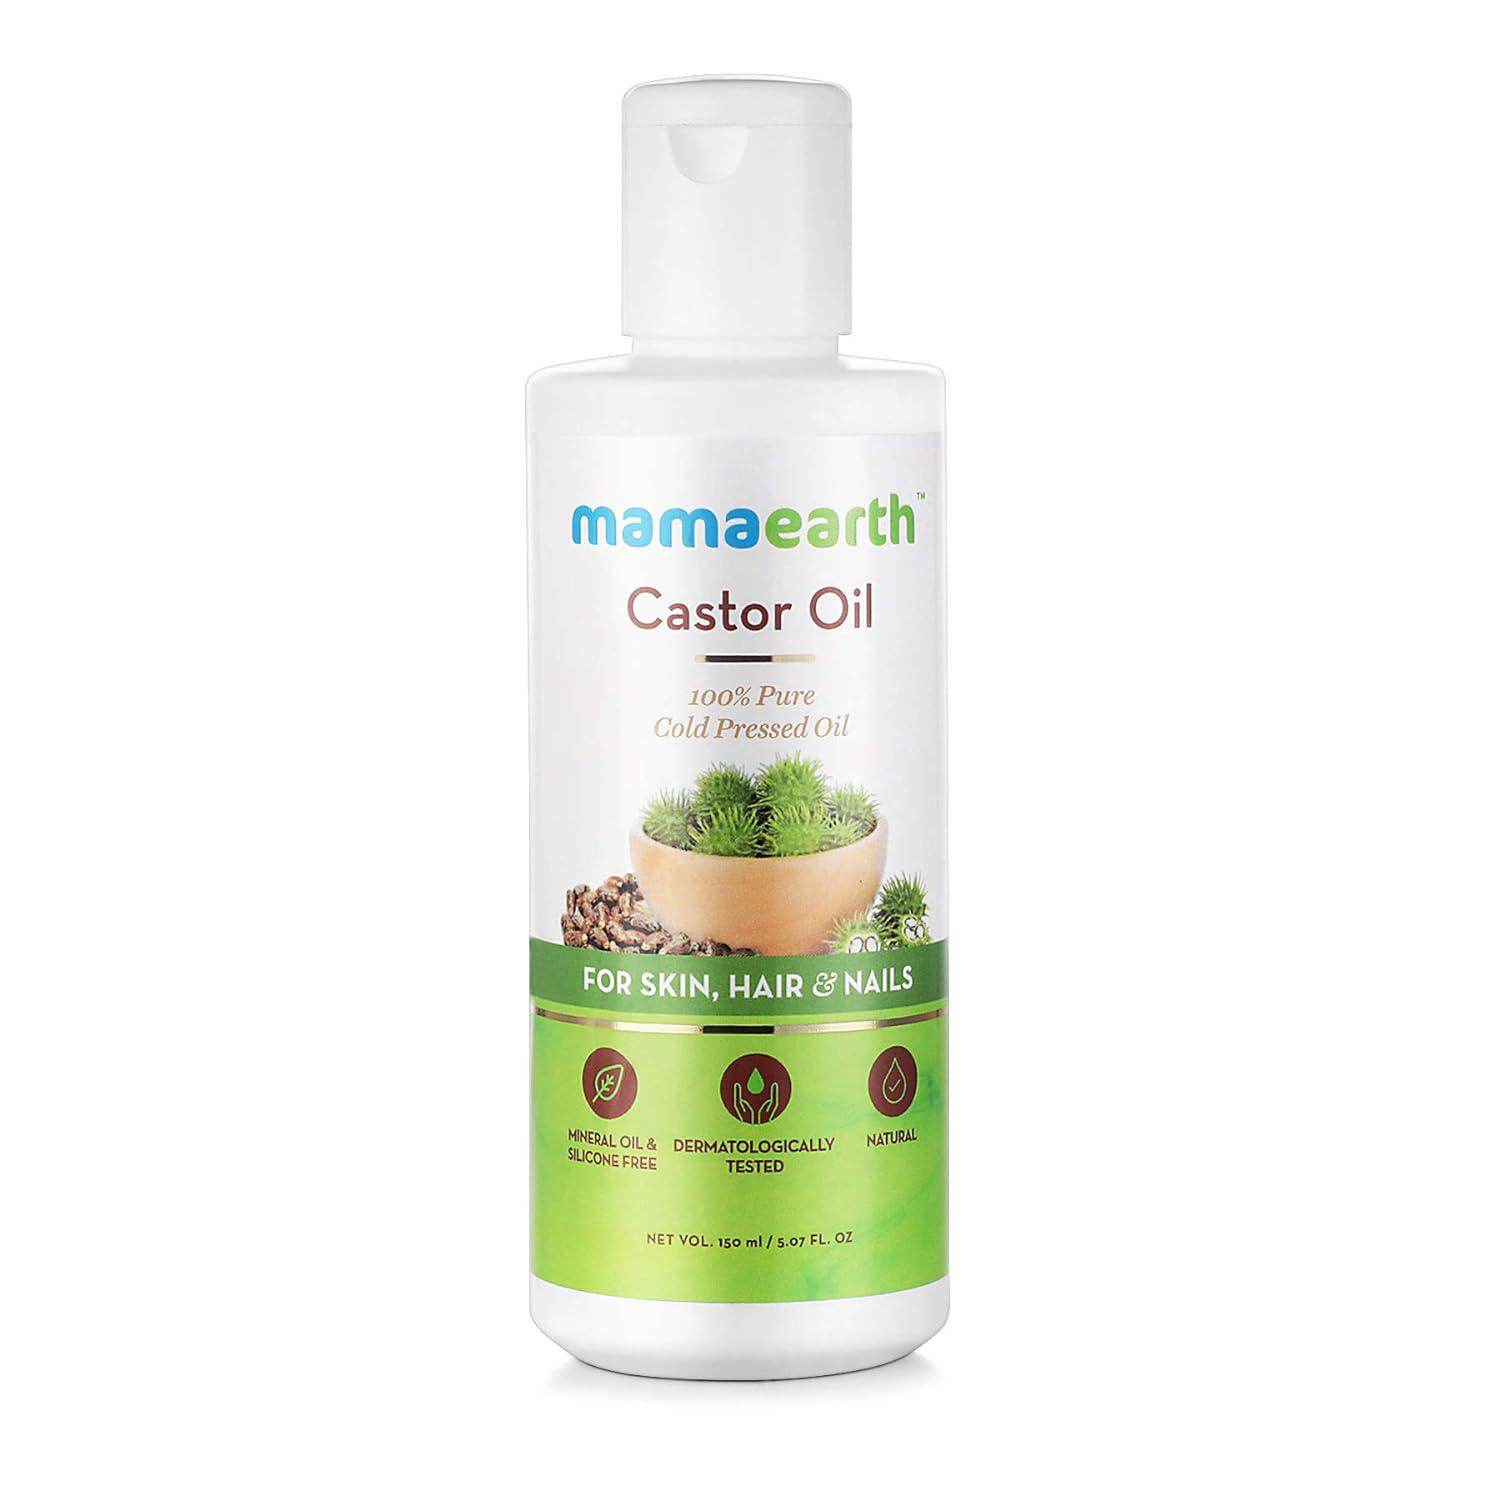 mamaearth™
Castor Oil
100% Pure
Cold Pressed Oil
FOR SKIN, HAIR & NAILS
MINERAL OIL &
SILICONE FREE
DERMATOLOGICALLY
TESTED
NATURAL
NET VOL. 150 ml / 5.07 FL. OZ